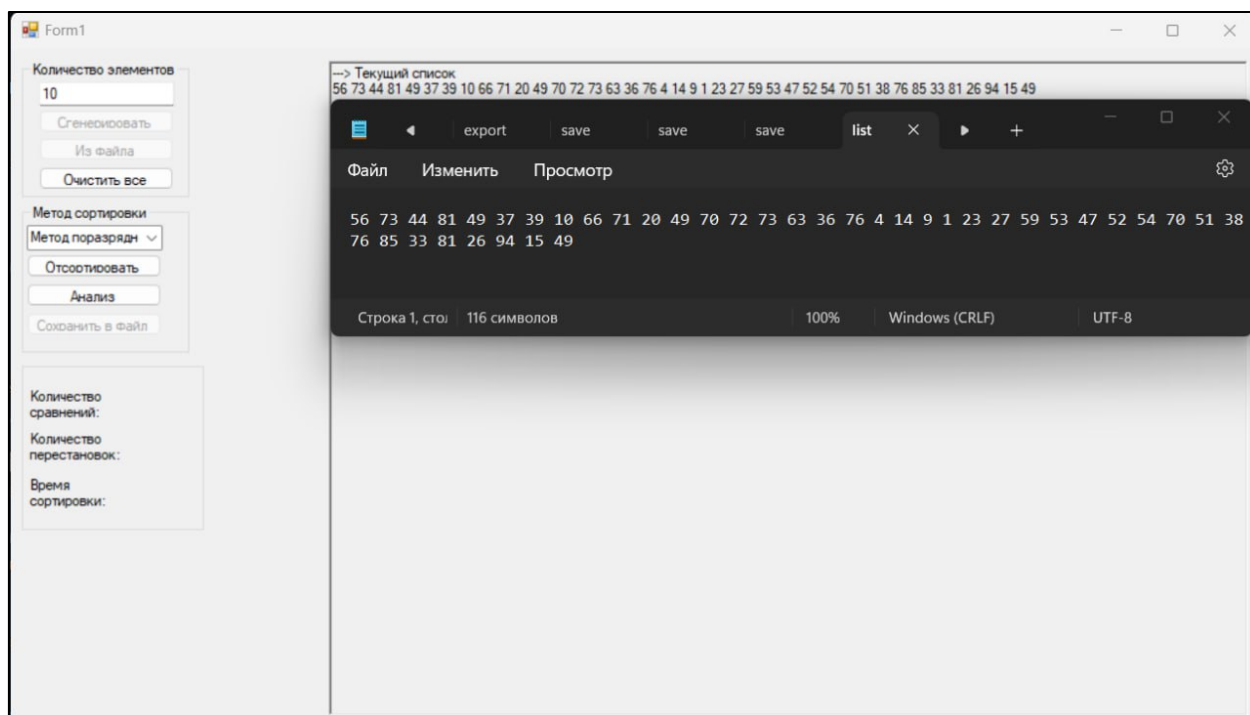 Form1
Количество элементов
10
Сгенерировать
Из файла
Очистить все
Метод сортировки
Метод поразрядн
Отсортировать
Анализ
Сохранить в файл
Количество
сравнений:
Количество
перестановок:
Время
сортировки:
---> Текущий список
56 73 44 81 49 37 39 10 66 71 20 49 70 72 73 63 36 76 4 14 9 1 23 27 59 53 47 52 54 70 51 38 76 85 33 81 26 94 15 49
export save save save list
Файл Изменить Просмотр
56 73 44 81 49 37 39 10 66 71 20 49 70 72 73 63 36 76 4 14 9 1 23 27 59 53 47 52 54 70 51 38
76 85 33 81 26 94 15 49
Строка 1, сто 116 символов 100% Windows (CRLF) UTF-8